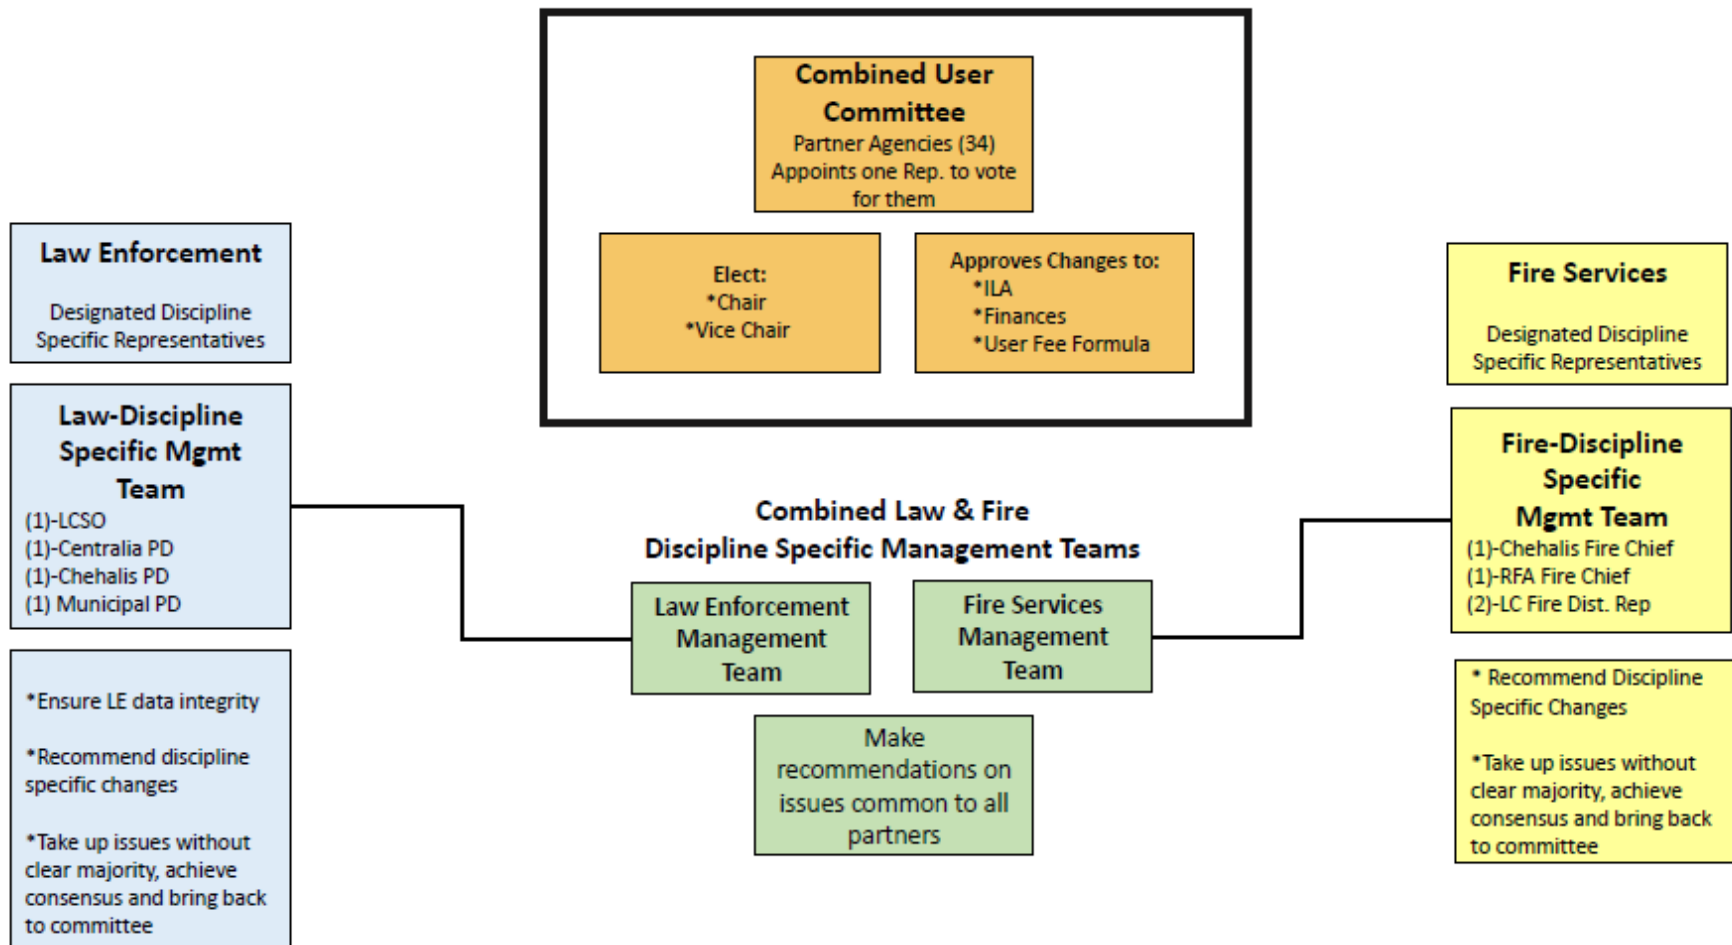 Combined User
Committee
Partner Agencies (34)
Appoints one Rep. to vote
for them
Elect:
*Chair
*Vice Chair
Approves Changes to:
*ILA
*Finances
*User Fee Formula
Law Enforcement
Designated Discipline
Specific Representatives
Law-Discipline
Specific Mgmt
Team
(1)-LCSO
(1)-Centralia PD
(1)-Chehalis PD
(1) Municipal PD
*Ensure LE data integrity
*Recommend discipline
specific changes
*Take up issues without
clear majority, achieve
consensus and bring back
to committee
Combined Law & Fire
Discipline Specific Management Teams
Law Enforcement
Management
Team
Fire Services
Management
Team
Make
recommendations on
issues common to all
partners
Fire Services
Designated Discipline
Specific Representatives
Fire-Discipline
Specific
Mgmt Team
(1)-Chehalis Fire Chief
(1)-RFA Fire Chief
(2)-LC Fire Dist. Rep
* Recommend Discipline
Specific Changes
*Take up issues without
clear majority, achieve
consensus and bring back
to committee